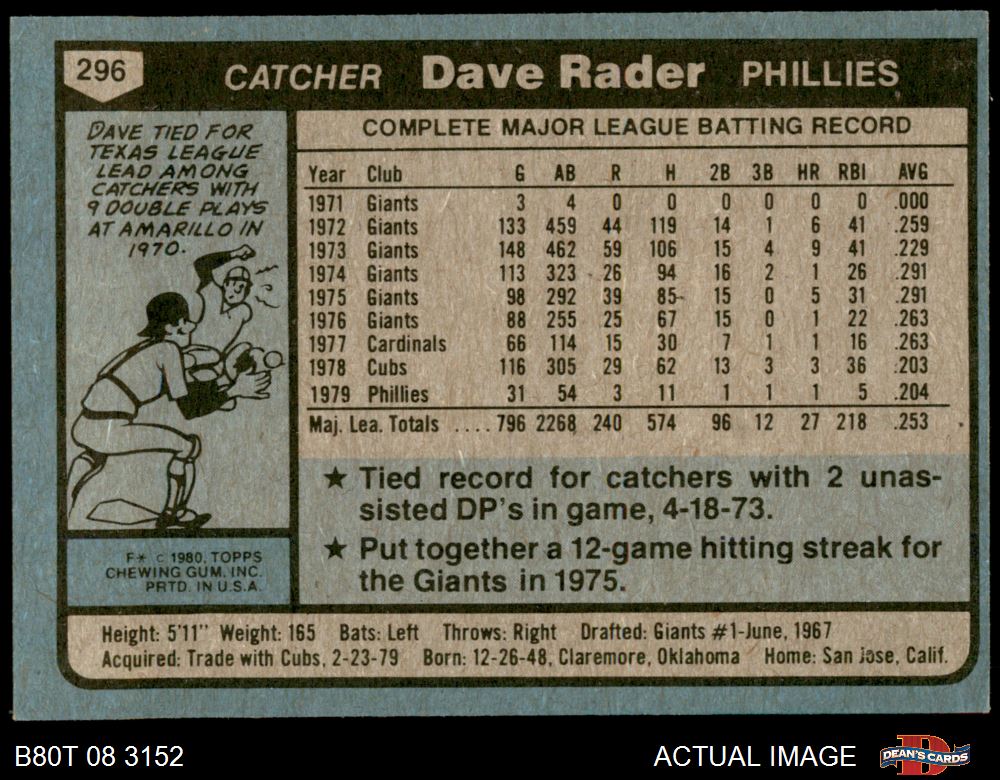 296 CATCHER Dave Rader PHILLIES
DAVE TIED FOR
TEXAS LEAGUE
LEAD AMONG
CATCHERS WITH
9 DOUBLE PLAYS
AT AMARILLO IN
1970.
F* © 1980, TOPPS
CHEWING GUM, INC.
PRTD. IN U.S.A.
COMPLETE MAJOR LEAGUE BATTING RECORD
Year Club G AB R H 2B 3B HR RBI AVG
1971 Giants 3 4 0 0 0 0 0 0 .000
1972 Giants 133 459 44 119 14 1 6 41 .259
1973 Giants 148 462 59 106 15 4 9 41 .229
1974 Giants 113 323 26 94 16 2 1 26 .291
1975 Giants 98 292 39 85 15 0 5 31 .291
1976 Giants 88 255 25 67 15 0 1 22 .263
1977 Cardinals 66 114 15 30 7 1 1 16 .263
1978 Cubs 116 305 29 62 13 3 3 36 .203
1979 Phillies 31 54 3 11 1 1 1 5 .204
Maj. Lea. Totals .... 796 2268 240 574 96 12 27 218 .253
★ Tied record for catchers with 2 unas-
sisted DP's in game, 4-18-73.
★ Put together a 12-game hitting streak for
the Giants in 1975.
Height: 5'11" Weight: 165 Bats: Left Throws: Right Drafted: Giants #1-June, 1967
Acquired: Trade with Cubs, 2-23-79 Born: 12-26-48, Claremore, Oklahoma Home: San Jose, Calif.
B80T 08 3152 ACTUAL IMAGE DEAN'S CARDS